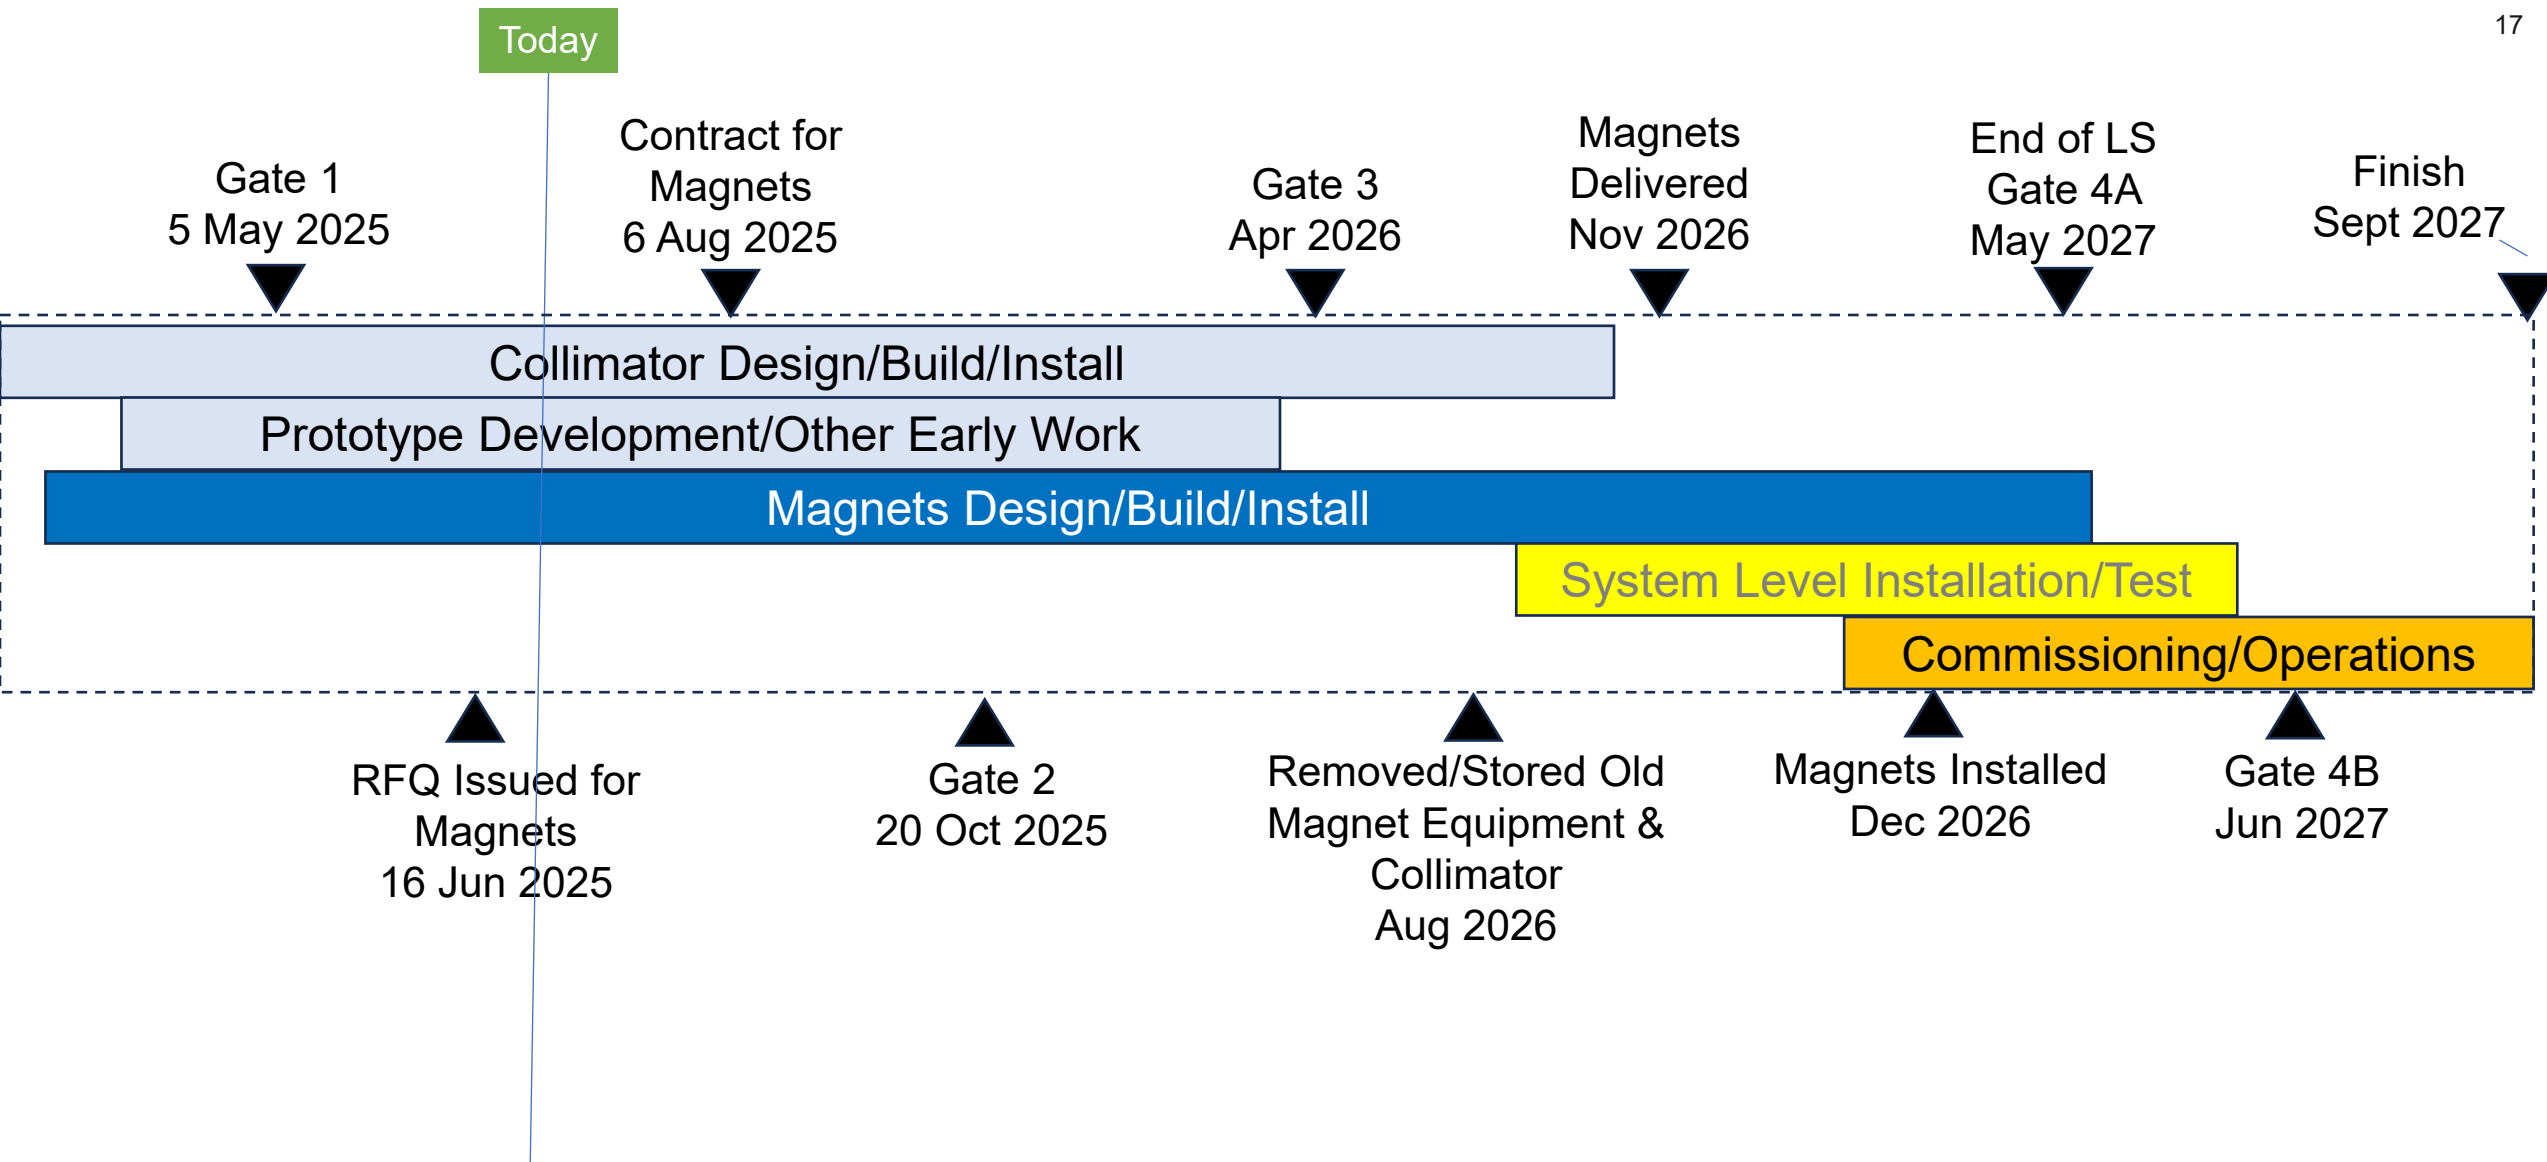 Today
17
Gate 1
5 May 2025
Contract for
Magnets
6 Aug 2025
Gate 3
Apr 2026
Magnets
Delivered
Nov 2026
End of LS
Gate 4A
May 2027
Finish
Sept 2027
Collimator Design/Build/Install
Prototype Development/Other Early Work
Magnets Design/Build/Install
System Level Installation/Test
Commissioning/Operations
RFQ Issued for
Magnets
16 Jun 2025
Gate 2
20 Oct 2025
Removed/Stored Old
Magnet Equipment &
Collimator
Aug 2026
Magnets Installed
Dec 2026
Gate 4B
Jun 2027